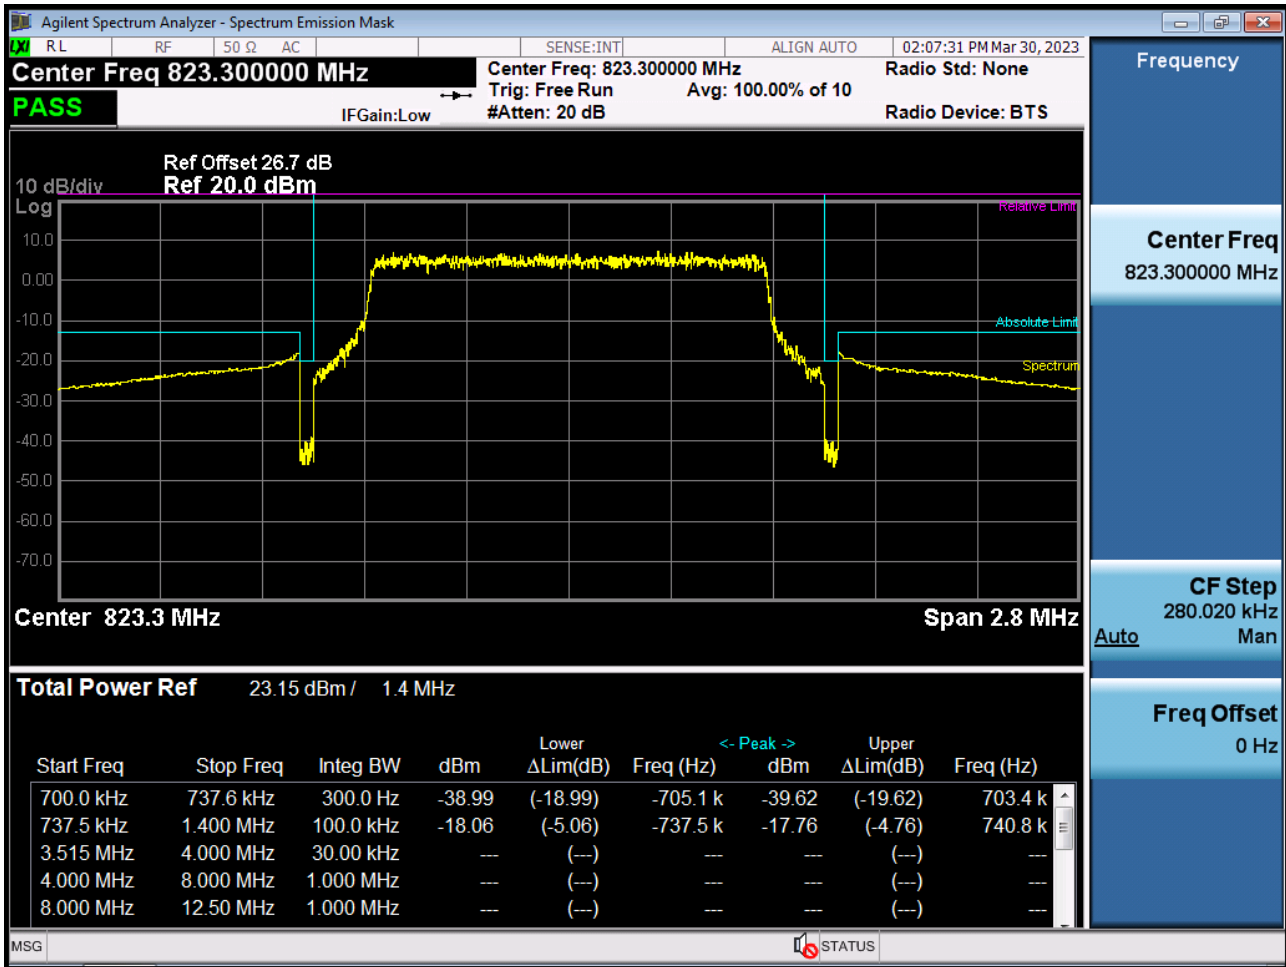 Agilent Spectrum Analyzer - Spectrum Emission Mask
LXI RL RF 50 Ω AC SENSE:INT ALIGN AUTO 02:07:31 PM Mar 30, 2023
Center Freq 823.300000 MHz
Center Freq: 823.300000 MHz Radio Std: None
Trig: Free Run Avg: 100.00% of 10
PASS IFGain:Low #Atten: 20 dB Radio Device: BTS
Ref Offset 26.7 dB
10 dB/div Ref 20.0 dBm
Log
Relative Limit
10.0
0.00
-10.0
Absolute Limit
-20.0
Spectrum
-30.0
-40.0
-50.0
-60.0
-70.0
Center 823.3 MHz Span 2.8 MHz
Total Power Ref 23.15 dBm / 1.4 MHz
Lower <- Peak -> Upper
Start Freq Stop Freq Integ BW dBm ΔLim(dB) Freq (Hz) dBm ΔLim(dB) Freq (Hz)
700.0 kHz 737.6 kHz 300.0 Hz -38.99 (-18.99) -705.1 k -39.62 (-19.62) 703.4 k
737.5 kHz 1.400 MHz 100.0 kHz -18.06 (-5.06) -737.5 k -17.76 (-4.76) 740.8 k
3.515 MHz 4.000 MHz 30.00 kHz --- (---) --- --- (---) ---
4.000 MHz 8.000 MHz 1.000 MHz --- (---) --- --- (---) ---
8.000 MHz 12.50 MHz 1.000 MHz --- (---) --- --- (---) ---
MSG STATUS
Frequency
Center Freq
823.300000 MHz
CF Step
280.020 kHz
Auto Man
Freq Offset
0 Hz